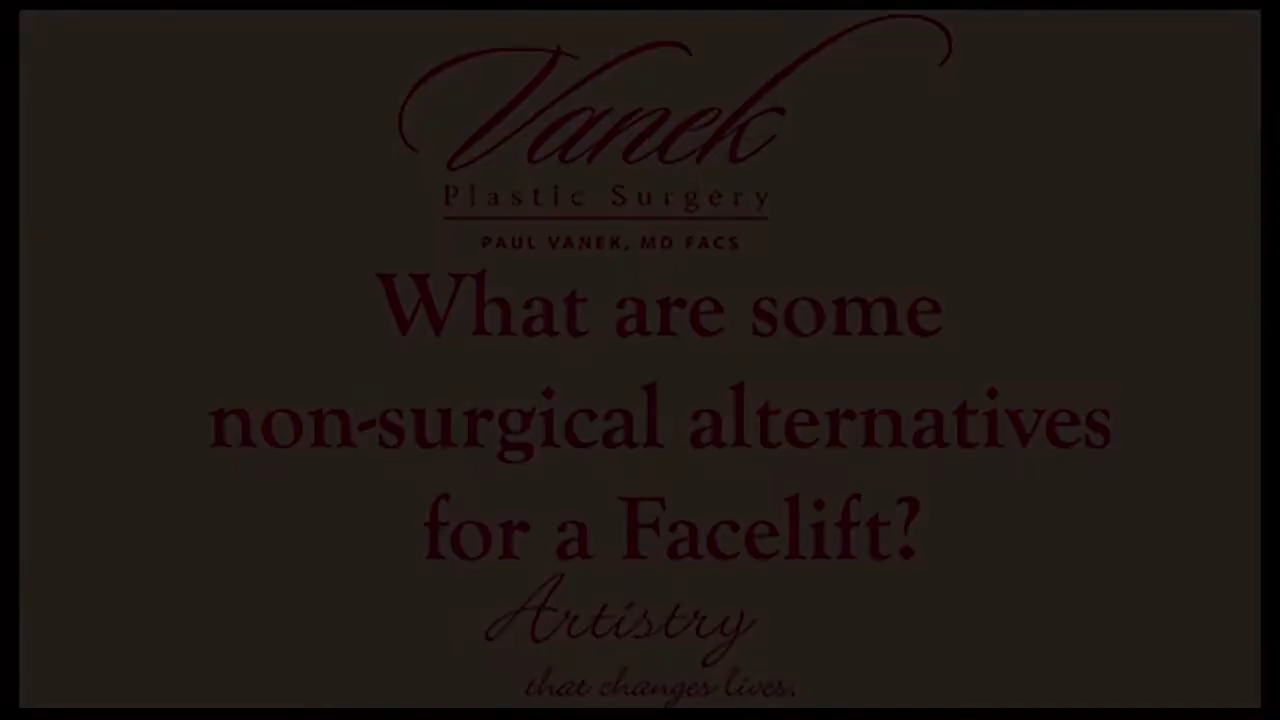 Vanek
Plastic Surgery
PAUL VANEK, MD FACS
What are some
non-surgical alternatives
for a Facelift?
Artistry
that changes lives.